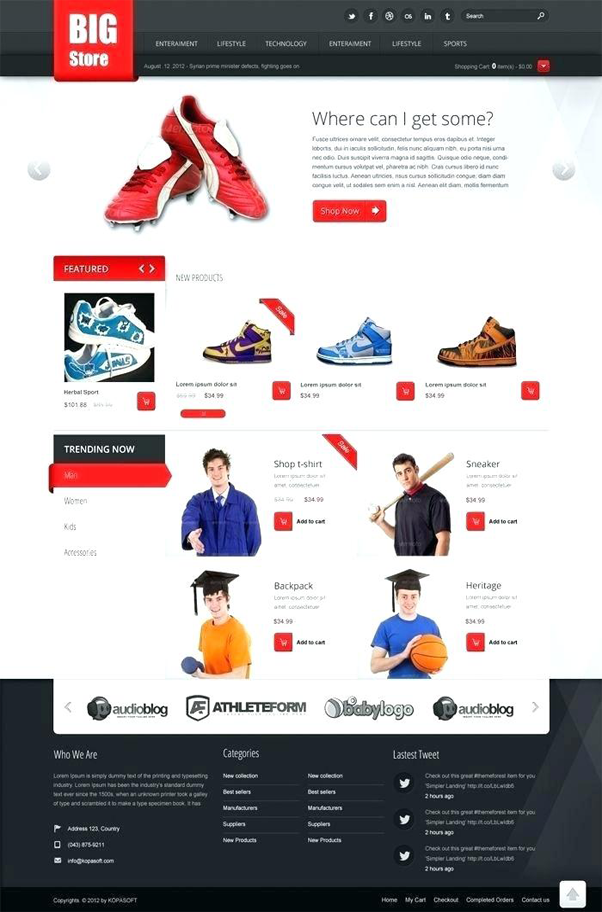 BIG
Store
Search
ENTERAIMENT LIFESTYLE TECHNOLOGY ENTERAIMENT LIFESTYLE SPORTS
August .12 .2012 - Syrian prime minister defects, fighting goes on
Shopping Cart: 0 item(s) - $0.00
Where can I get some?
Fusce ultrices ornare velit, consectetur tempus eros dapibus et. Integer
lobortis, dui in iaculis sollicitudin, felis nunc aliquam nibh, eu porta nisi urna
nec odio. Duis suscipit viverra magna id sagittis. Quisque odio neque, condi-
mentum cursus volutpat vel, pharetra ac nibh. Cras cursus libero id nunc
facilisis luctus. Aenean ultricies, risus cursus sollicitudin congue, diam diam
congue velit, ut sodales sem enim a nisl. Aenean elit diam, mollis fermentum
Shop Now
FEATURED
NEW PRODUCTS
Sale
Herbal Sport
$101.88
Lorem ipsum dolor sit
$34.99
Lorem ipsum dolor sit
$34.99
Lorem ipsum dolor sit
$34.99
TRENDING NOW
Man
Women
Kids
Acressories
Sale
Shop t-shirt
Lorem ipsum dolor sit
amet, consectetuer
$34.99 $34.99
Add to cart
Sneaker
Lorem ipsum dolor sit
amet, consectetuer
$34.99
Add to cart
Backpack
Lorem ipsum dolor sit
amet, consectetuer
$34.99
Add to cart
Heritage
Lorem ipsum dolor sit
amet, consectetuer
$34.99
Add to cart
audioblog
ATHLETEFORM
babylogo
audioblog
Who We Are
Lorem Ipsum is simply dummy text of the printing and typesetting
industry. Lorem Ipsum has been the industry's standard dummy
text ever since the 1500s, when an unknown printer took a galley
of type and scrambled it to make a type specimen book. It has
Address 123, Country
(043) 875-9211
info@kopasoft.com
Categories
New collection New collection
Best sellers Best sellers
Manufacturers Manufacturers
Suppliers Suppliers
New Products New Products
Lastest Tweet
Check out this great #themeforest item for you
'Simpler Landing' http://t.co/LbLwldb6
2 hours ago
Check out this great #themeforest item for you
'Simpler Landing' http://t.co/LbLwldb6
2 hours ago
Check out this great #themeforest item for you
'Simpler Landing' http://t.co/LbLwldb6
2 hours ago
Copyrights. © 2012 by KOPASOFT
Home My Cart Checkout Completed Orders Contact us